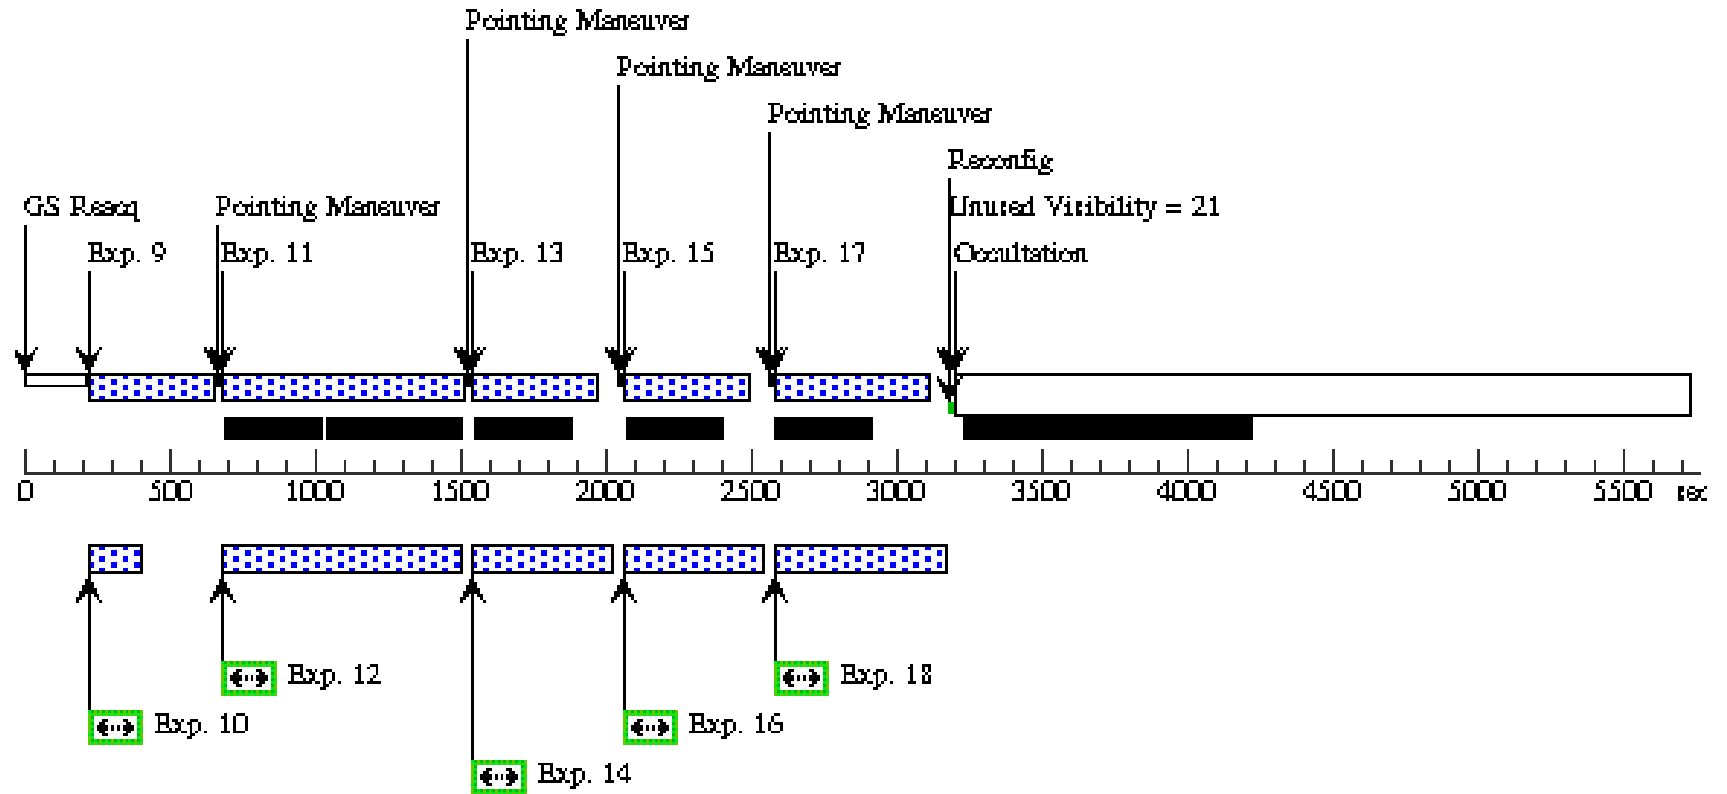 Pointing Maneuver
Pointing Maneuver
Pointing Maneuver
Reconfig
GS Reacq Pointing Maneuver Unused Visibility = 21
Exp. 9 Exp. 11 Exp. 13 Exp. 15 Exp. 17 Occultation
0 500 1000 1500 2000 2500 3000 3500 4000 4500 5000 5500 sec
Exp. 12 Exp. 18
Exp. 10 Exp. 16
Exp. 14